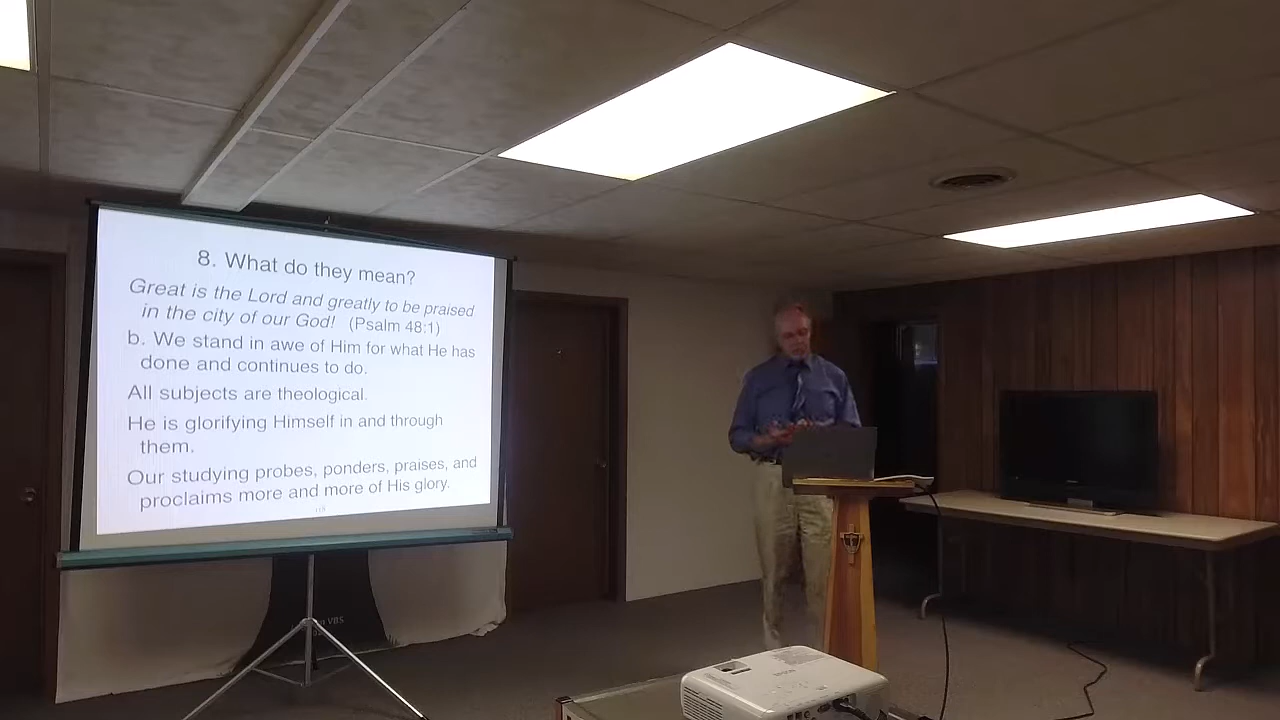 8. What do they mean?
Great is the Lord and greatly to be praised
in the city of our God! (Psalm 48:1)
b. We stand in awe of Him for what He has
done and continues to do.
All subjects are theological.
He is glorifying Himself in and through
them.
Our studying probes, ponders, praises, and
proclaims more and more of His glory.
VBS